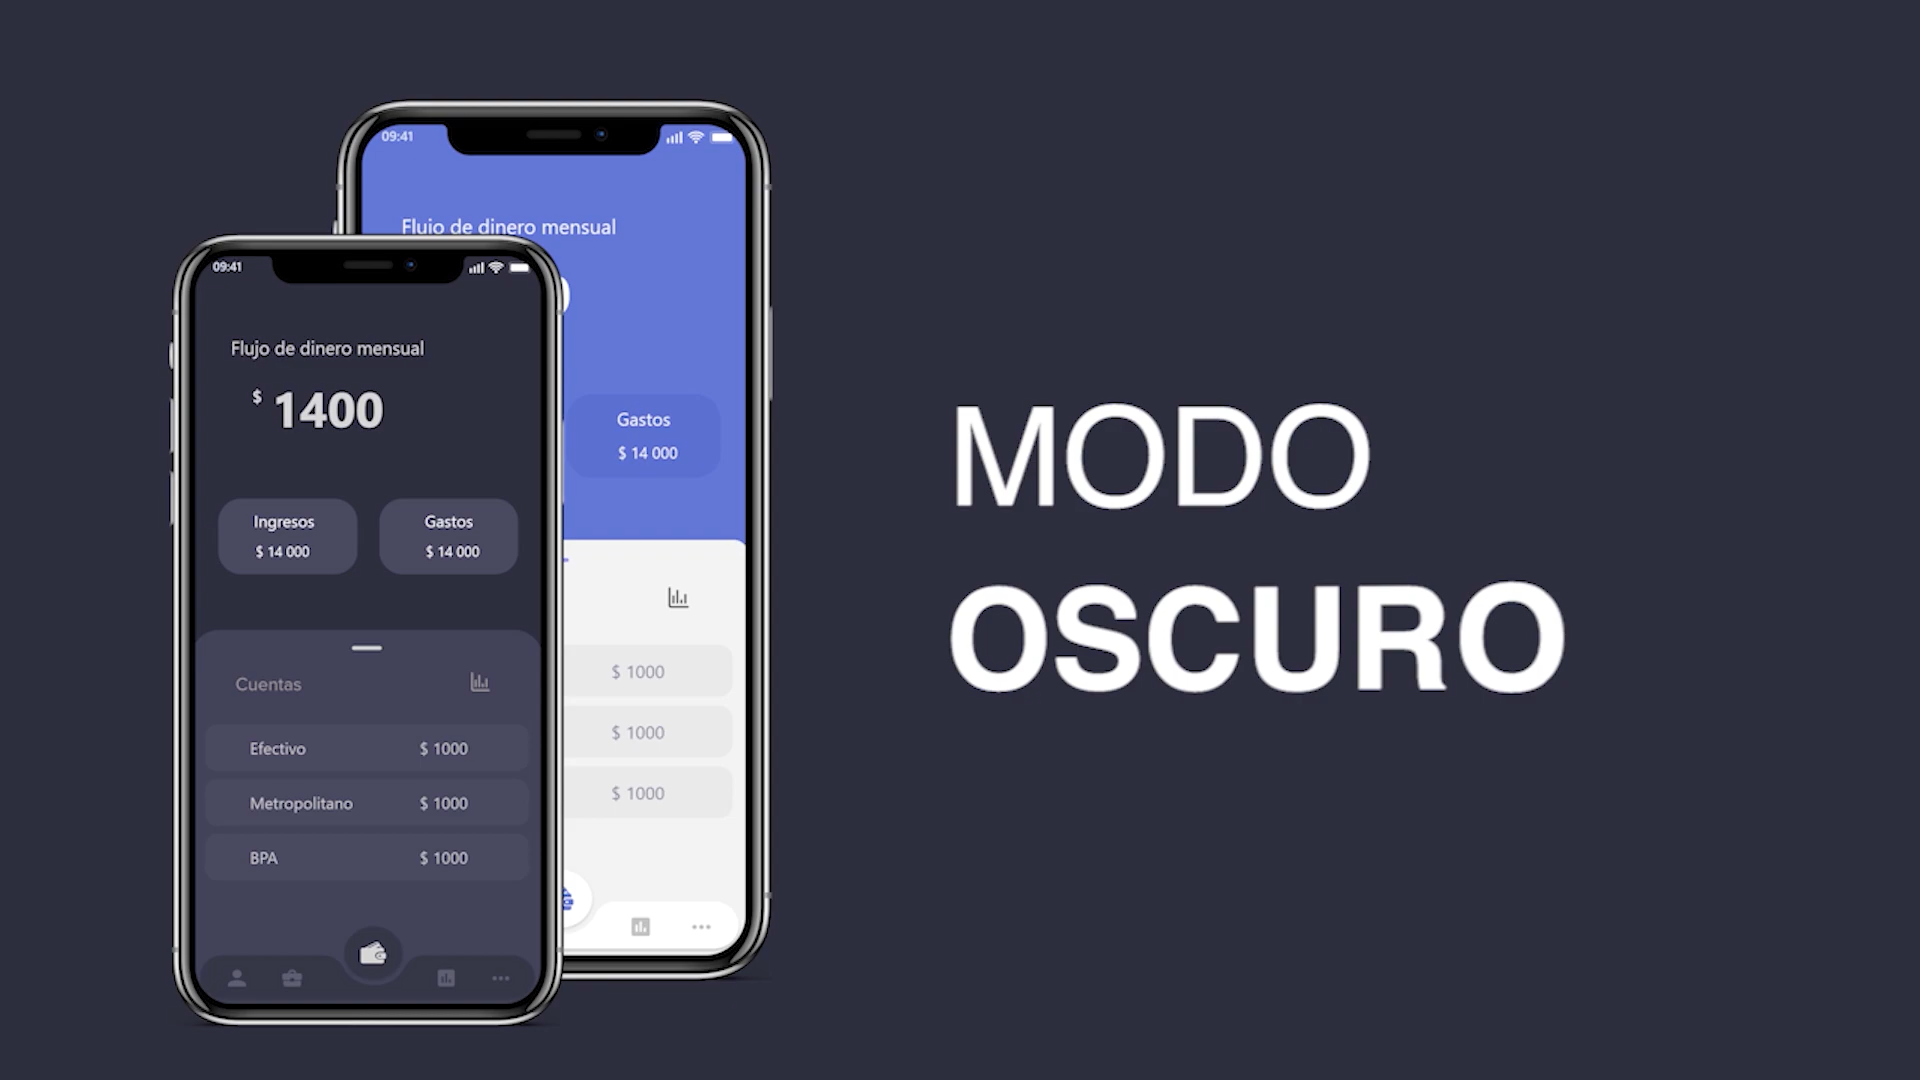 09:41
Flujo de dinero mensual
Gastos
$ 14 000
$ 1000
$ 1000
$ 1000
09:41
Flujo de dinero mensual
$ 1400
Ingresos
$ 14 000
Gastos
$ 14 000
Cuentas
Efectivo $ 1000
Metropolitano $ 1000
BPA $ 1000
MODO
OSCURO